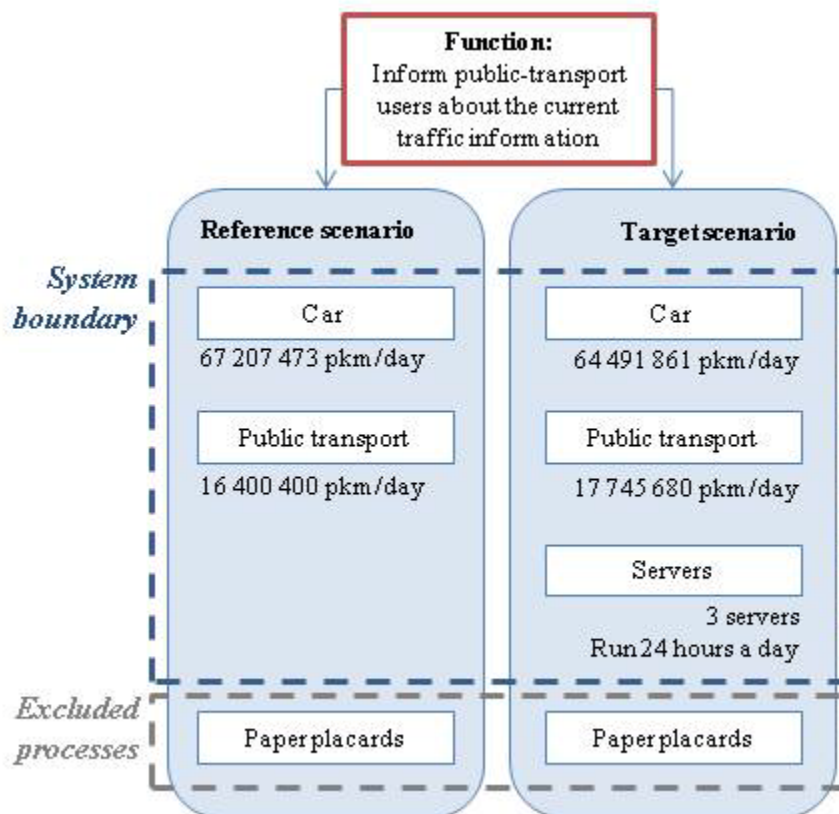 Function:
Inform public-transport
users about the current
traffic information
Reference scenario
Target scenario
System
boundary
Car
67 207 473 pkm/day
Car
64 491 861 pkm/day
Public transport
16 400 400 pkm/day
Public transport
17 745 680 pkm/day
Servers
3 servers
Run 24 hours a day
Excluded
processes
Paper placards
Paper placards